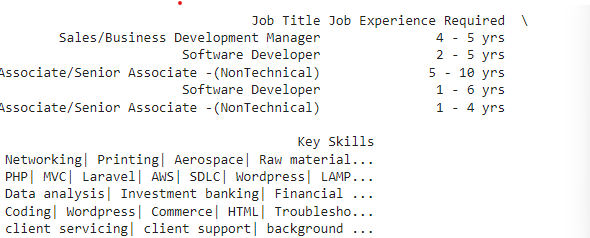 Job Title Job Experience Required \
Sales/Business Development Manager 4 - 5 yrs
Software Developer 2 - 5 yrs
Associate/Senior Associate -(NonTechnical) 5 - 10 yrs
Software Developer 1 - 6 yrs
Associate/Senior Associate -(NonTechnical) 1 - 4 yrs
Key Skills
Networking| Printing| Aerospace| Raw material...
PHP| MVC| Laravel| AWS| SDLC| Wordpress| LAMP...
Data analysis| Investment banking| Financial ...
Coding| Wordpress| Commerce| HTML| Troublesho...
client servicing| client support| background ...